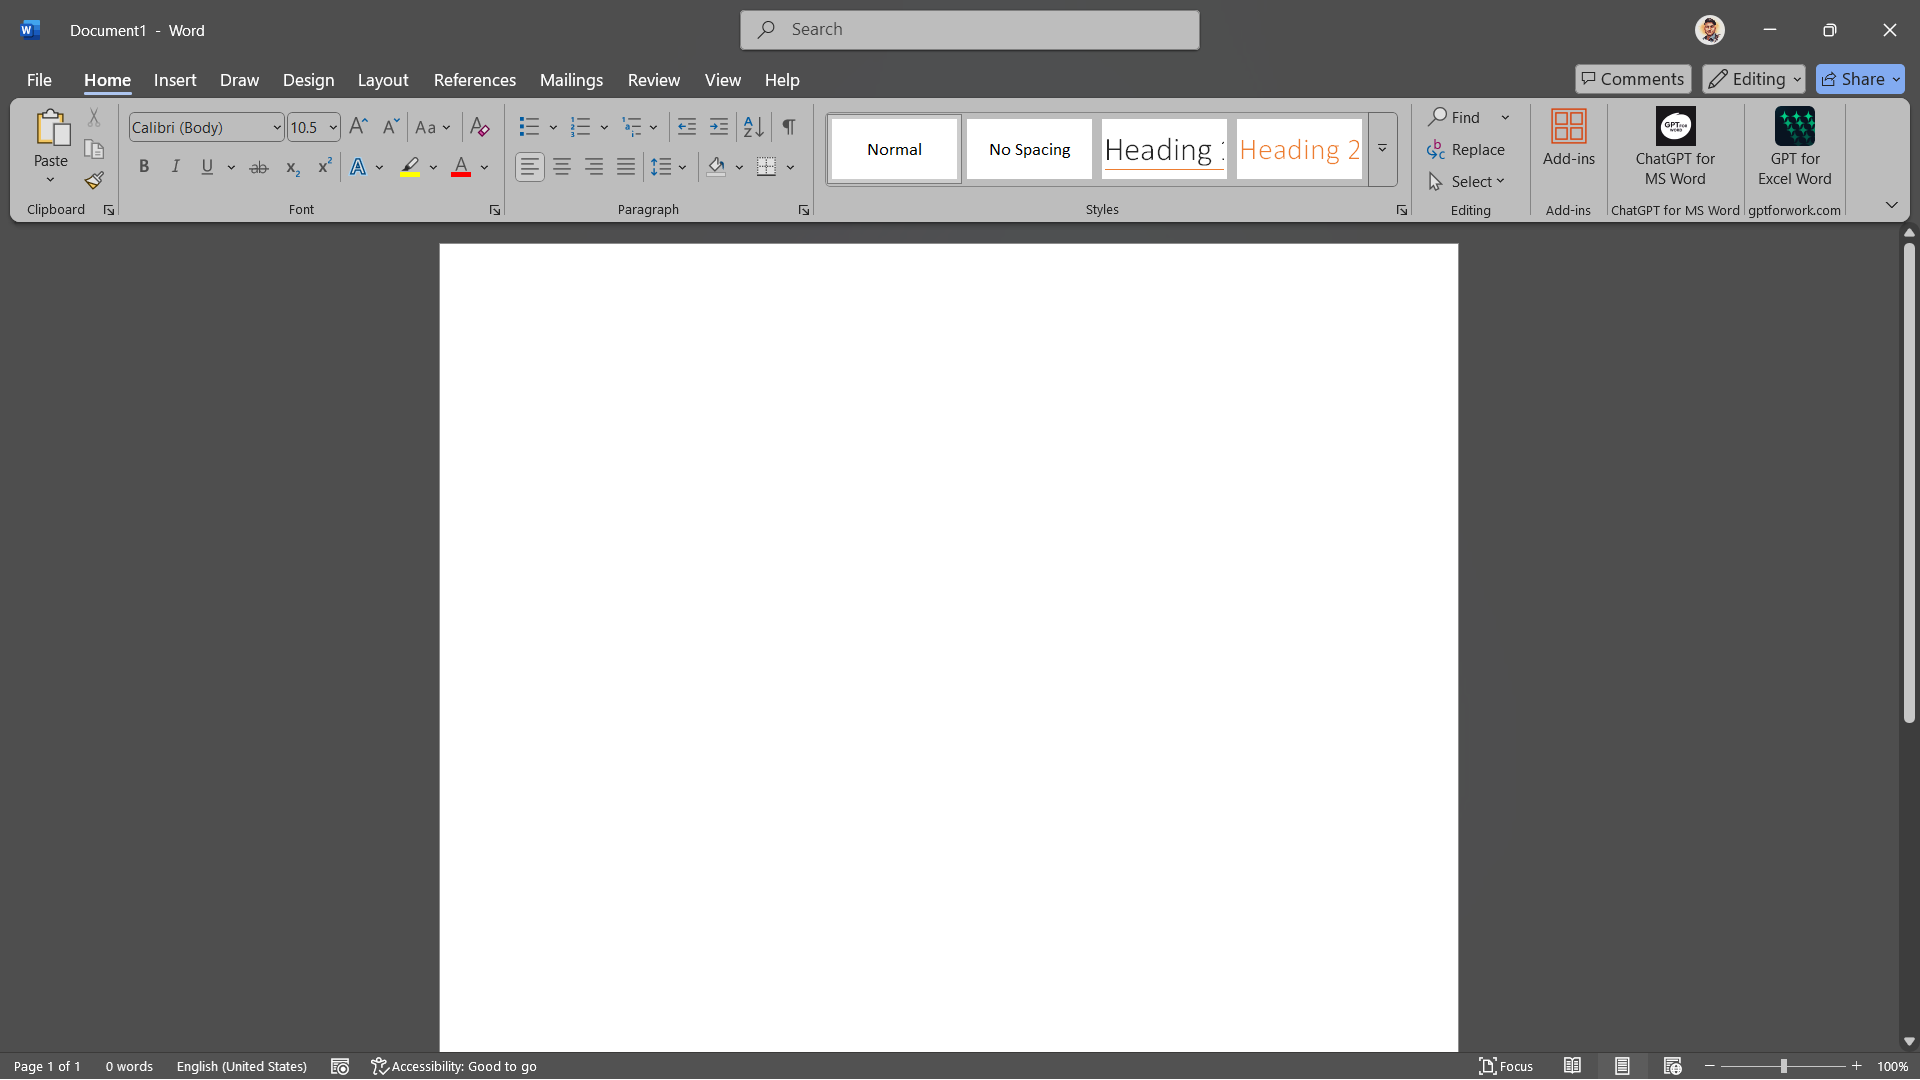 Document1 - Word
Search
File Home Insert Draw Design Layout References Mailings Review View Help
Comments Editing Share
Paste
Clipboard
Calibri (Body) 10.5
Font
Paragraph
Normal
No Spacing
Heading 1
Heading 2
Styles
Find
Replace
Select
Editing
Add-ins
Add-ins
ChatGPT for
MS Word
ChatGPT for MS Word
GPT for
Excel Word
gptforwork.com
Page 1 of 1 0 words English (United States) Accessibility: Good to go Focus 100%